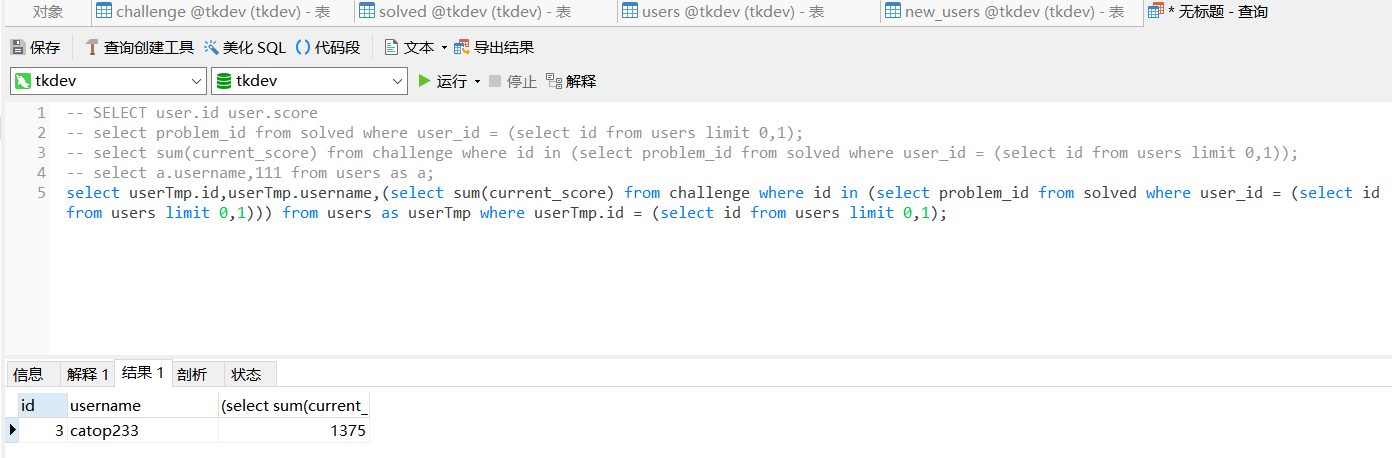 对象 challenge @tkdev (tkdev) - 表 solved @tkdev (tkdev) - 表 users @tkdev (tkdev) - 表 new_users @tkdev (tkdev) - 表 * 无标题 - 查询
保存 查询创建工具 美化 SQL () 代码段 文本 导出结果
tkdev tkdev 运行 停止 解释
1 -- SELECT user.id user.score
2 -- select problem_id from solved where user_id = (select id from users limit 0,1);
3 -- select sum(current_score) from challenge where id in (select problem_id from solved where user_id = (select id from users limit 0,1));
4 -- select a.username,111 from users as a;
5 select userTmp.id,userTmp.username,(select sum(current_score) from challenge where id in (select problem_id from solved where user_id = (select id
from users limit 0,1))) from users as userTmp where userTmp.id = (select id from users limit 0,1);
信息 解释 1 结果 1 剖析 状态
id username (select sum(current_
3 catop233 1375